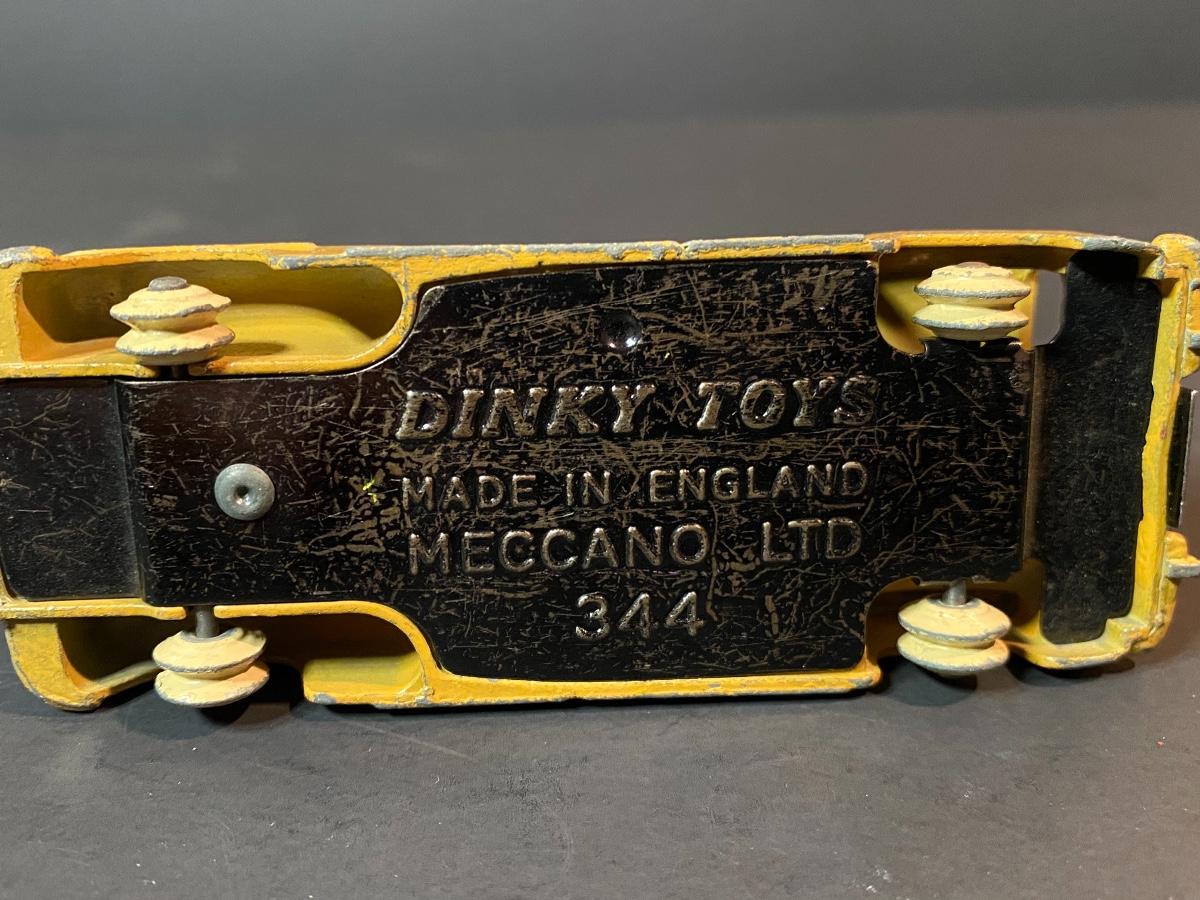 DINKY TOYS
MADE IN ENGLAND
MECCANO LTD
344